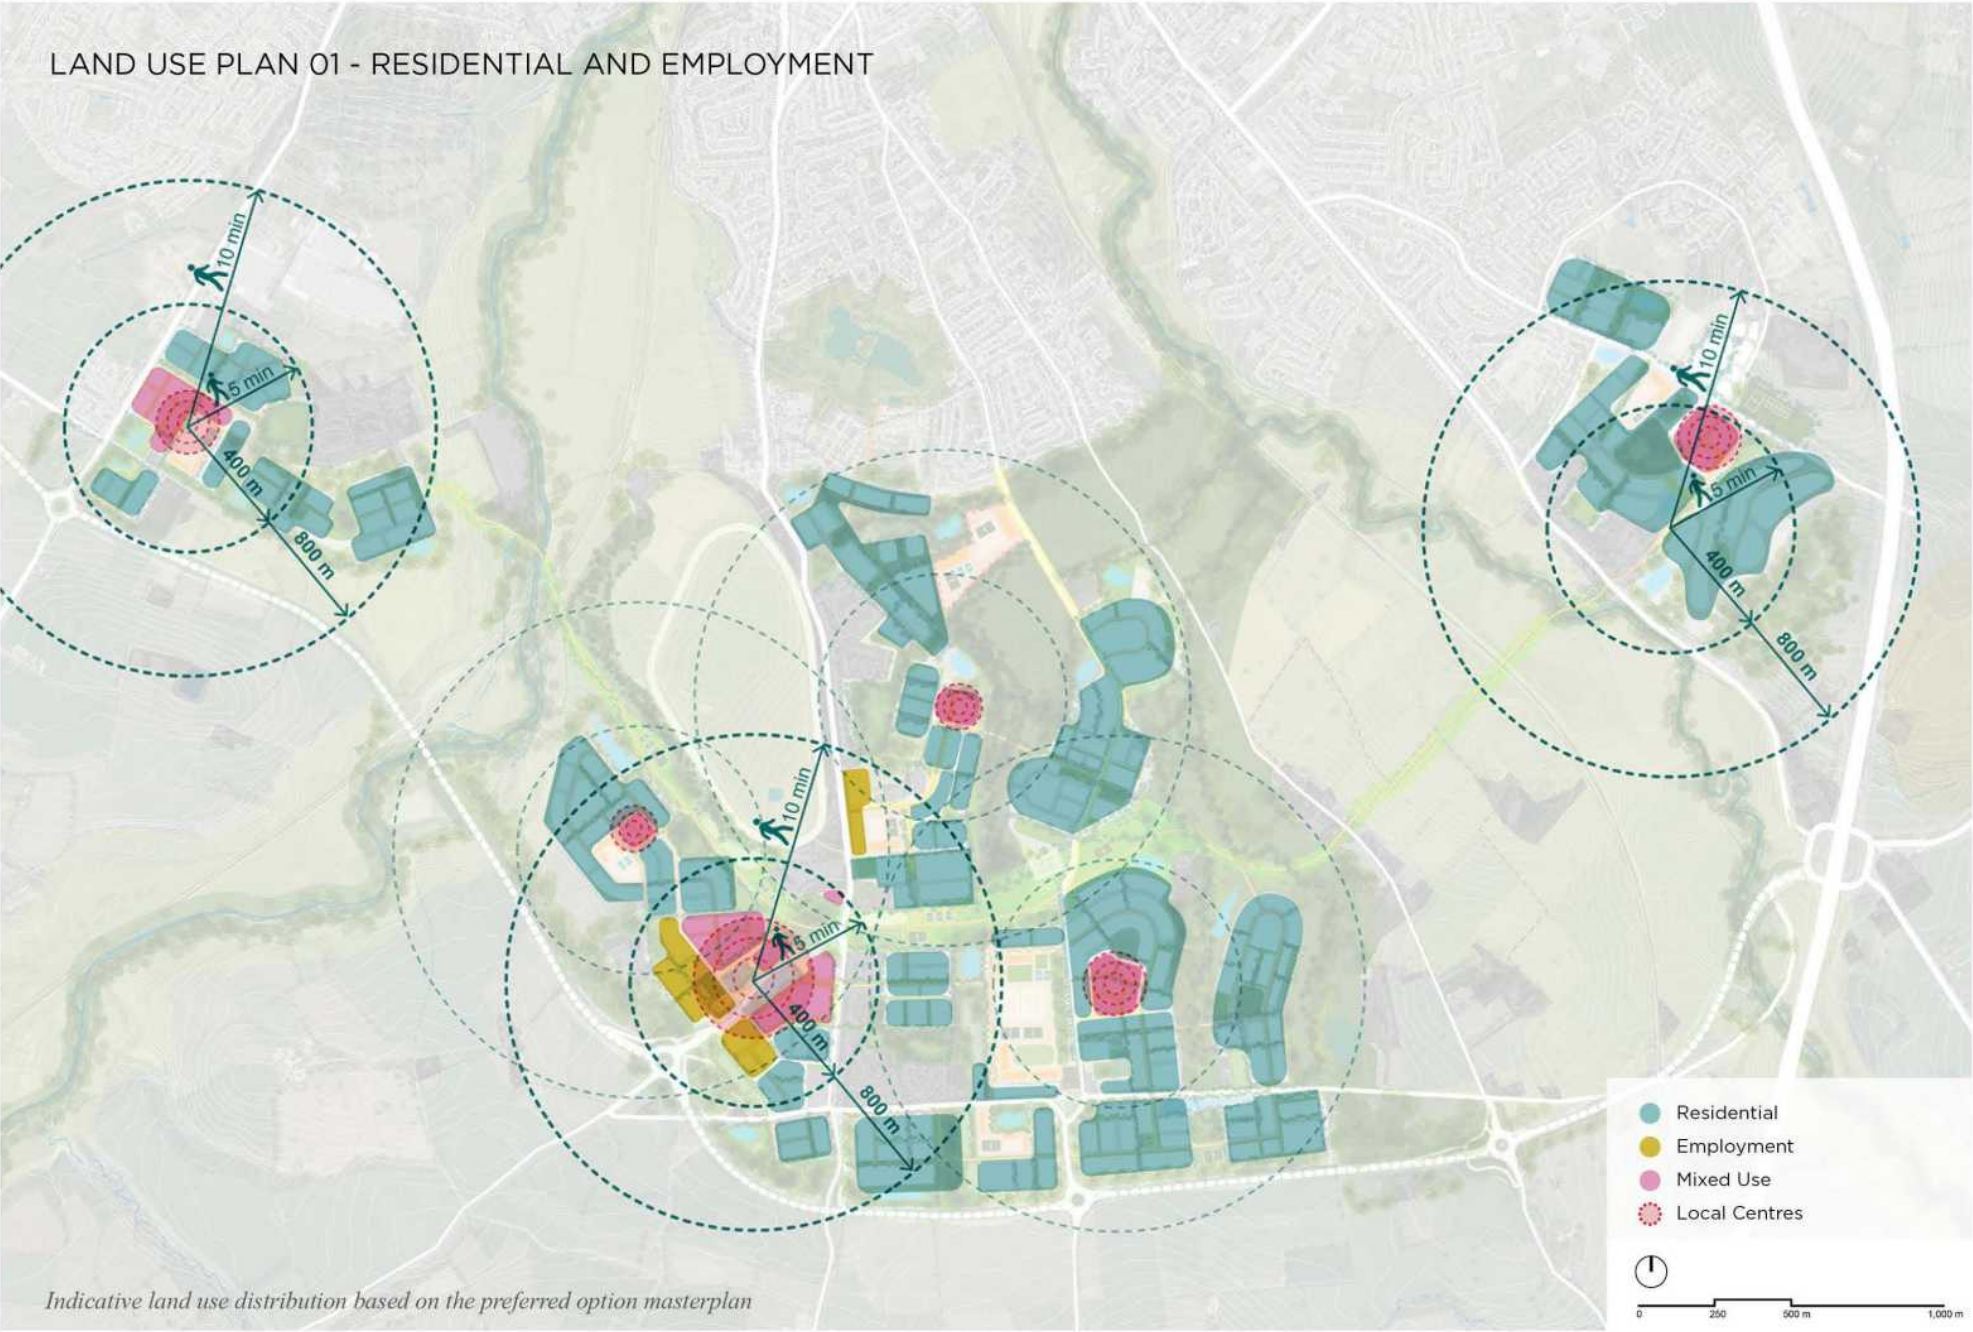 LAND USE PLAN 01 - RESIDENTIAL AND EMPLOYMENT
10 min
5 min
400 m
800 m
10 min
5 min
400 m
800 m
10 min
5 min
400 m
800 m
Residential
Employment
Mixed Use
Local Centres
0 250 500 m 1,000 m
Indicative land use distribution based on the preferred option masterplan